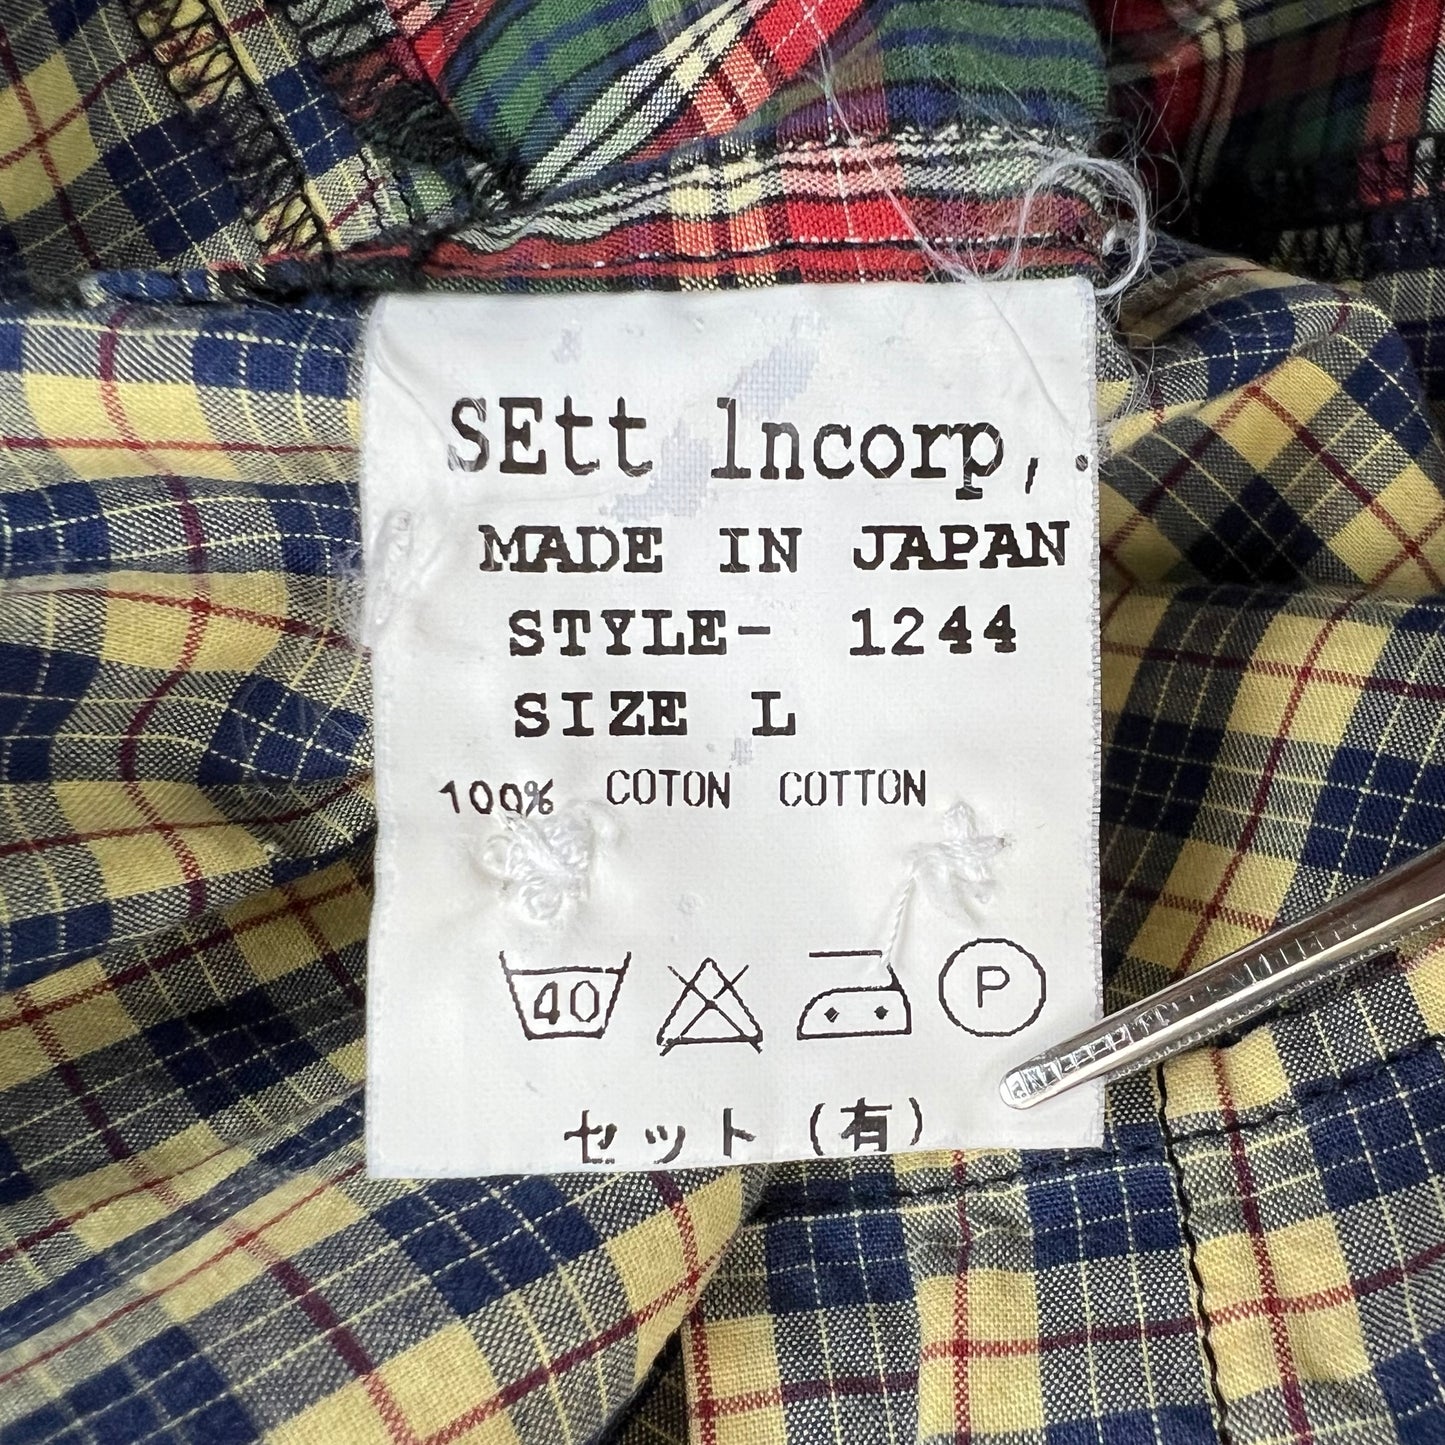 SEtt lncorp,.
MADE IN JAPAN
STYLE- 1244
SIZE L
100% COTON COTTON
40 P
セット (有)